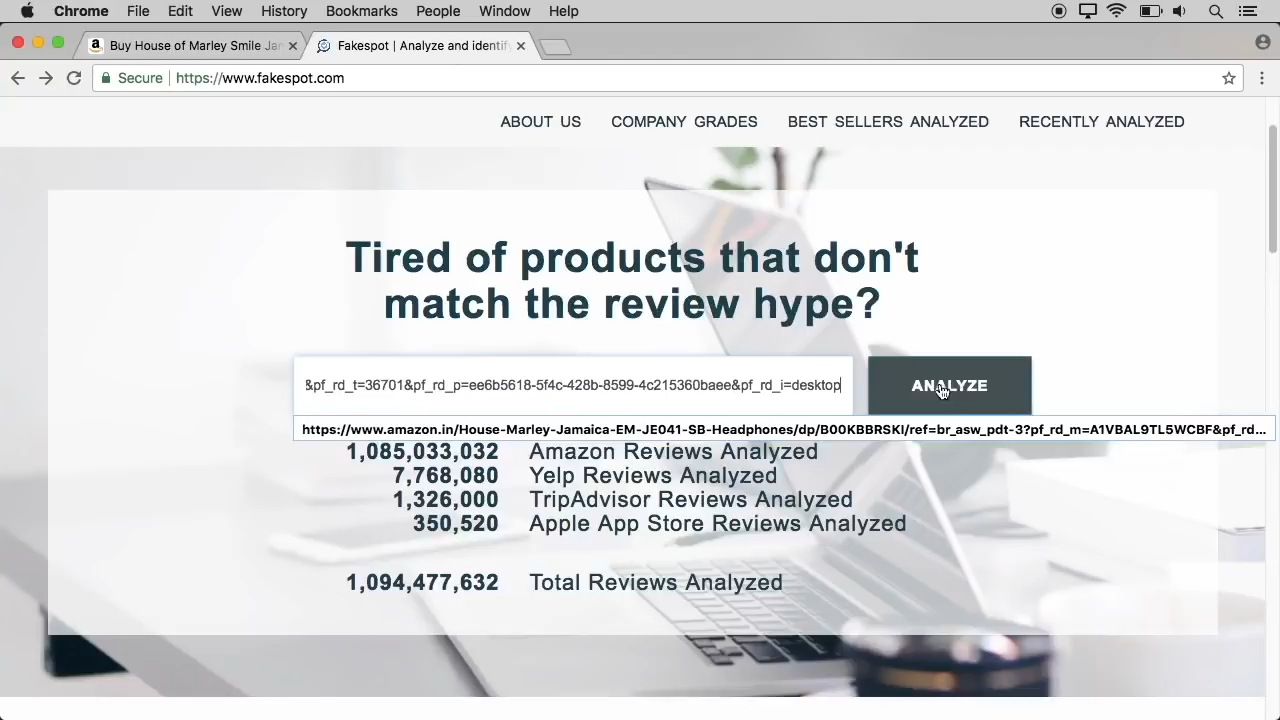 Chrome File Edit View History Bookmarks People Window Help
Buy House of Marley Smile Jam
Fakespot | Analyze and identify
Secure https://www.fakespot.com
ABOUT US COMPANY GRADES BEST SELLERS ANALYZED RECENTLY ANALYZED
Tired of products that don't
match the review hype?
&pf_rd_t=36701&pf_rd_p=ee6b5618-5f4c-428b-8599-4c215360baee&pf_rd_i=desktop
ANALYZE
https://www.amazon.in/House-Marley-Jamaica-EM-JE041-SB-Headphones/dp/B00KBBRSKI/ref=br_asw_pdt-3?pf_rd_m=A1VBAL9TL5WCBF&pf_rd...
1,085,033,032 Amazon Reviews Analyzed
7,768,080 Yelp Reviews Analyzed
1,326,000 TripAdvisor Reviews Analyzed
350,520 Apple App Store Reviews Analyzed
1,094,477,632 Total Reviews Analyzed